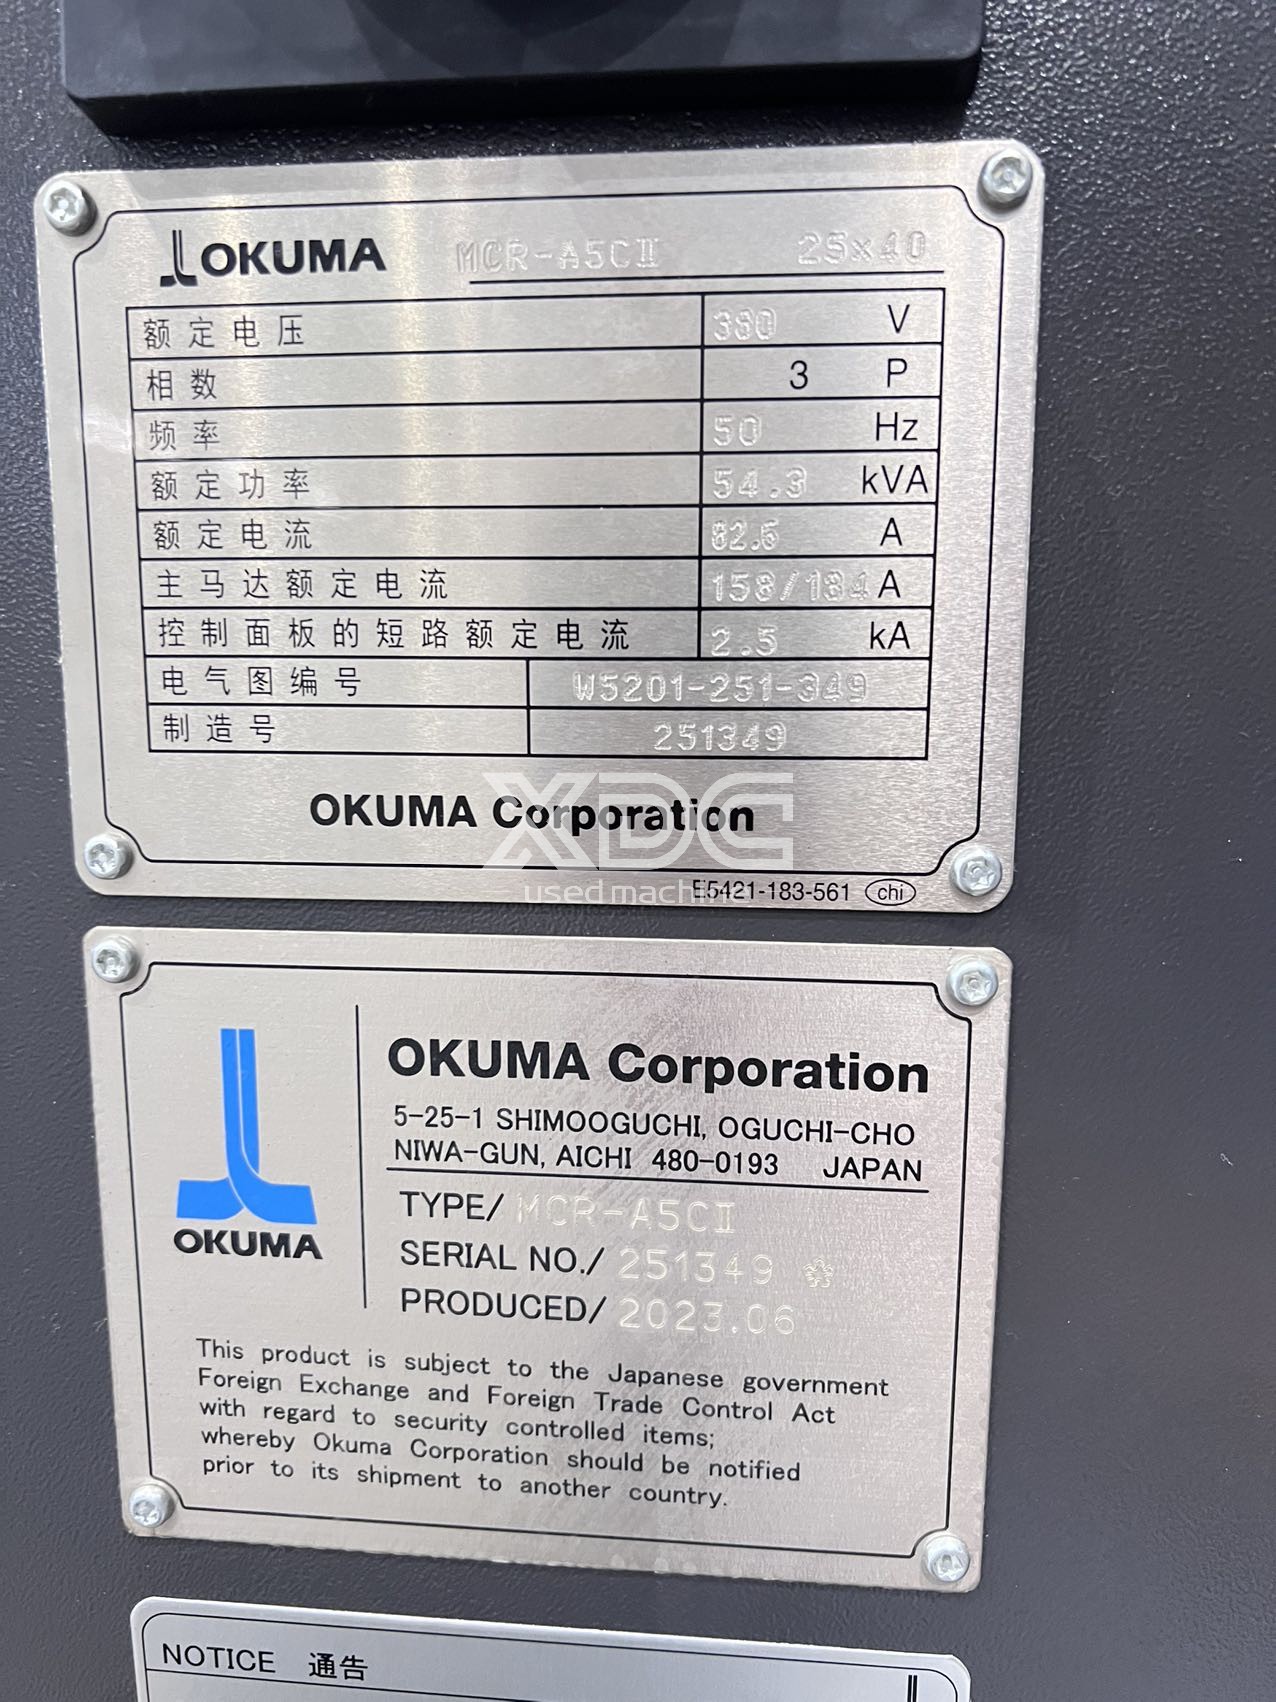 OKUMA MCR-A5CⅡ 25×40
额定电压 380 V
相数 3 P
频率 50 Hz
额定功率 54.3 kVA
额定电流 82.5 A
主马达额定电流 158/184 A
控制面板的短路额定电流 2.5 kA
电气图编号 W5201-251-349
制造号 251349
OKUMA Corporation
XDC
used machine
E5421-183-561 chi
OKUMA
OKUMA Corporation
5-25-1 SHIMOOGUCHI, OGUCHI-CHO
NIWA-GUN, AICHI 480-0193 JAPAN
TYPE/ MCR-A5CⅡ
SERIAL NO./ 251349
PRODUCED/ 2023.06
This product is subject to the Japanese government
Foreign Exchange and Foreign Trade Control Act
with regard to security controlled items;
whereby Okuma Corporation should be notified
prior to its shipment to another country.
NOTICE 通告